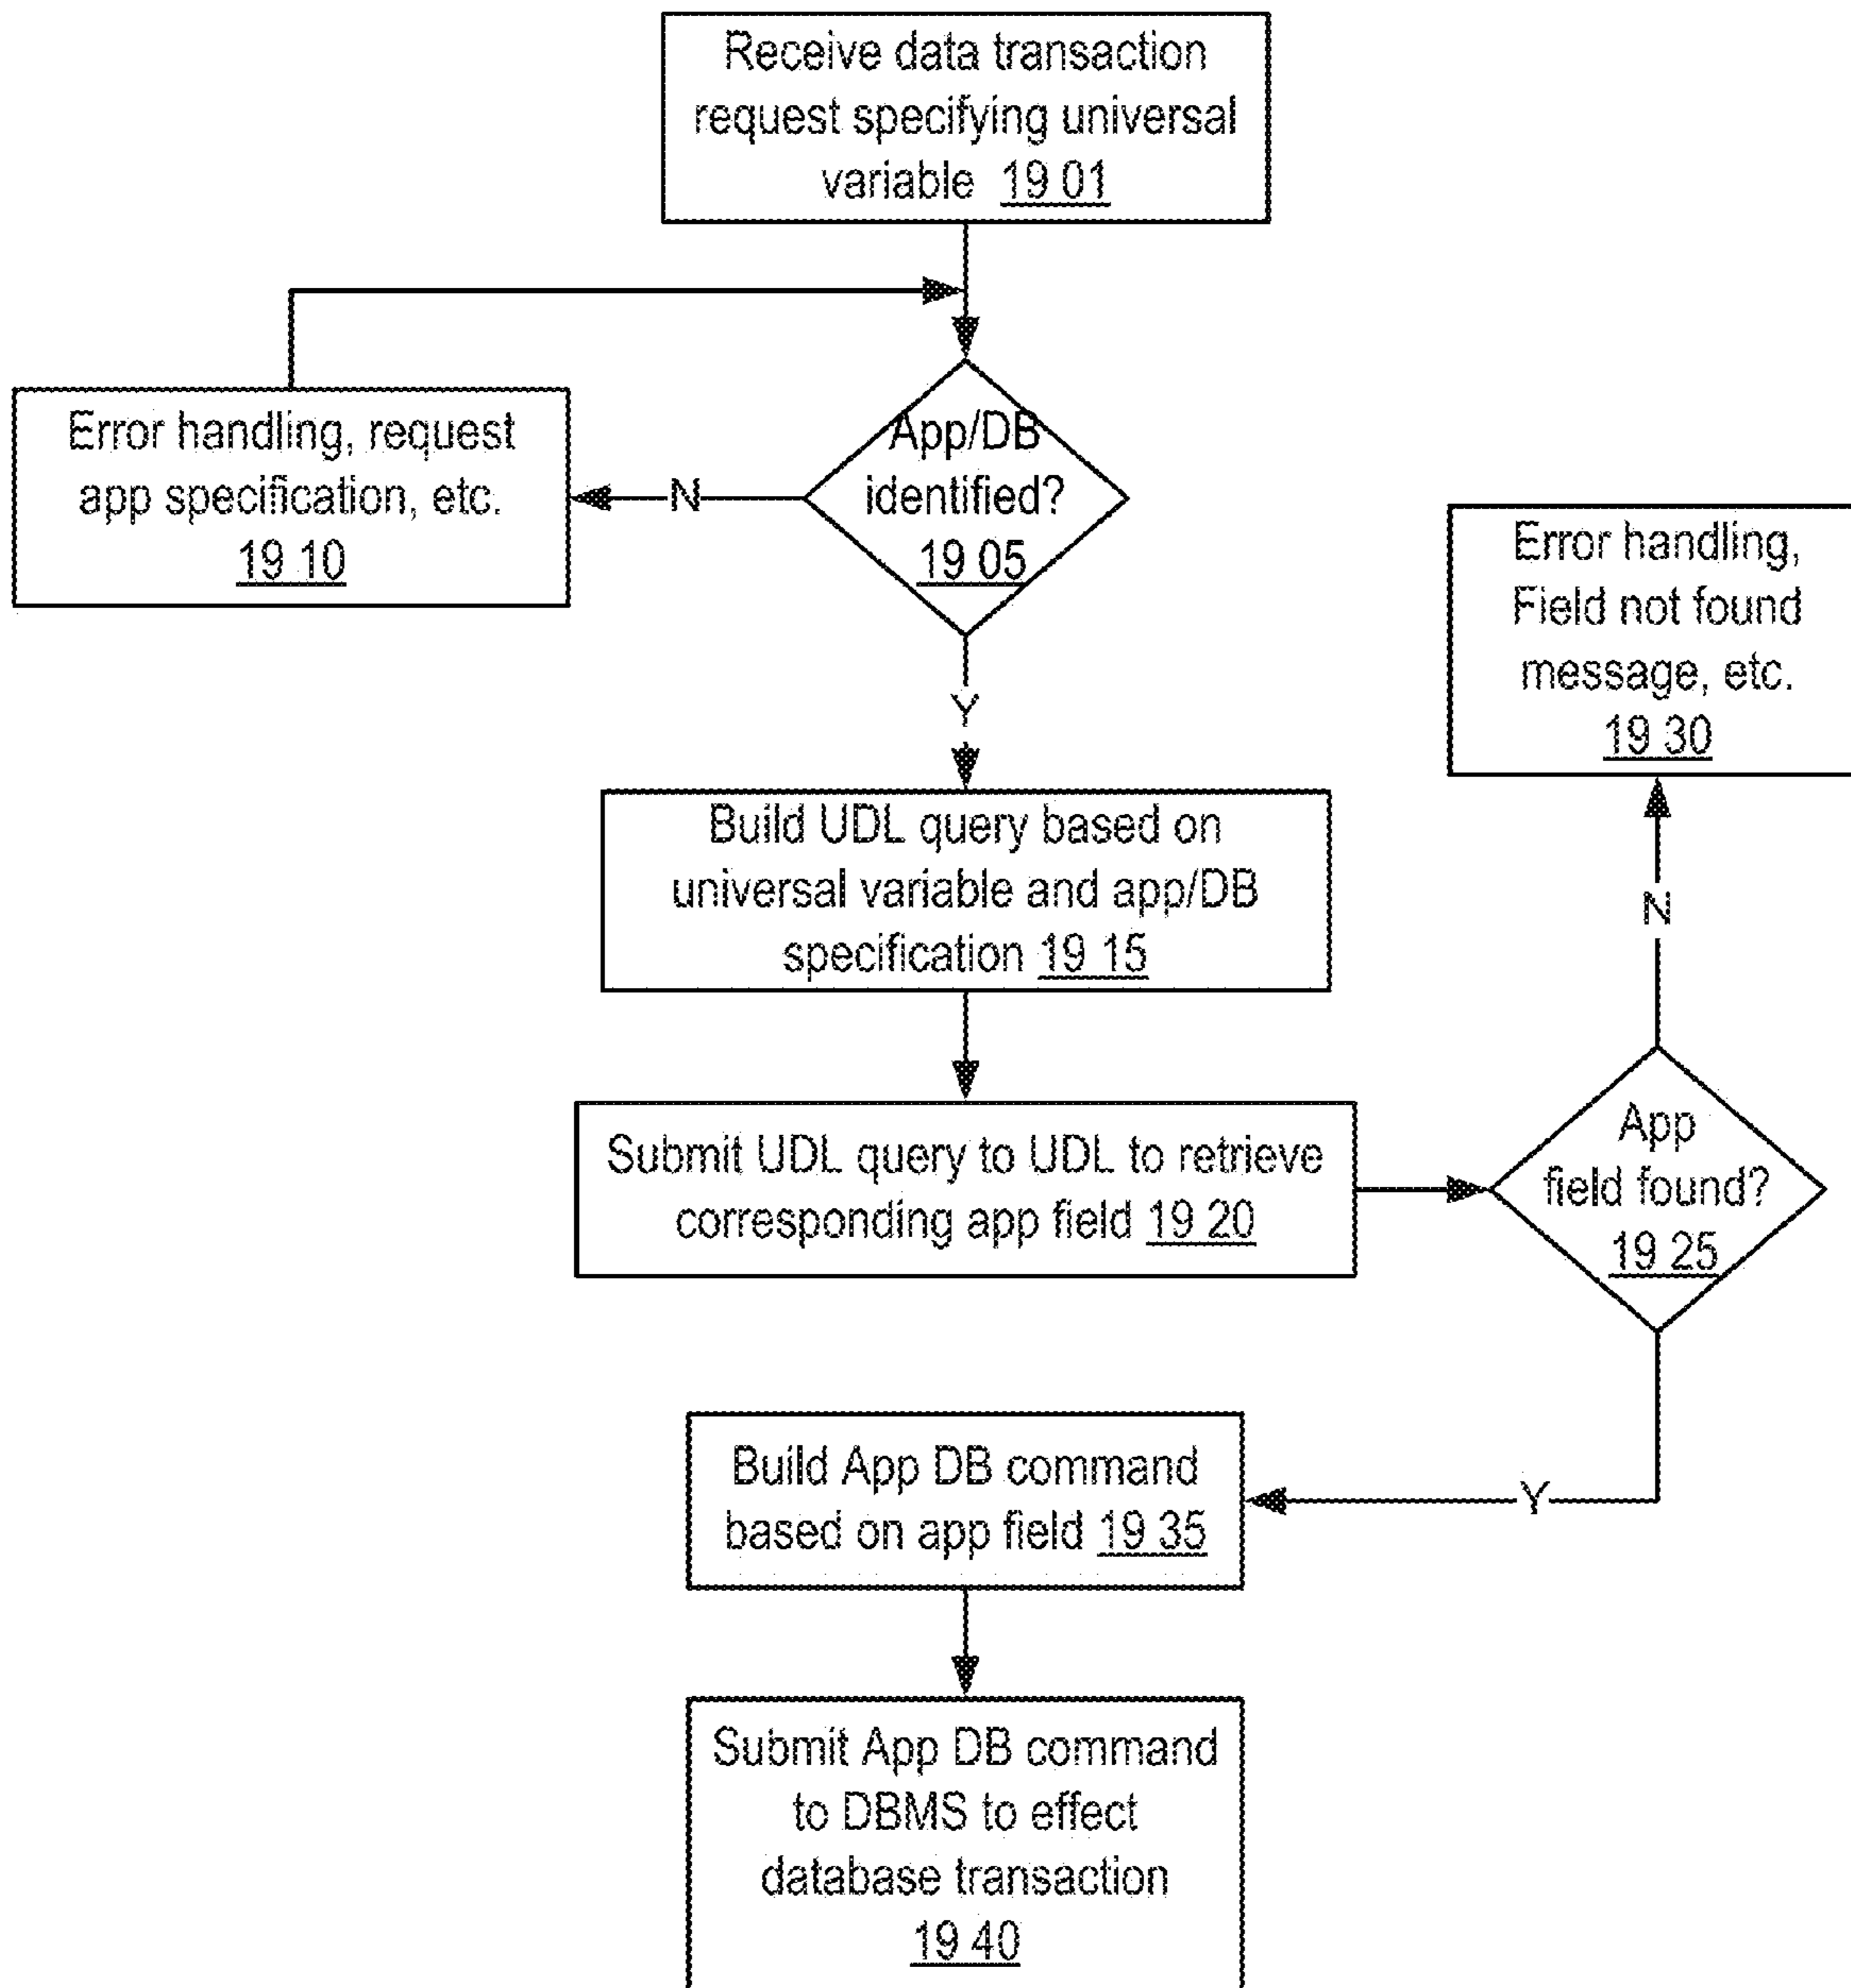 Receive data transaction
request specifying universal
variable 19 01
App/DB
identified?
19 05
N
Error handling, request
app specification, etc.
19 10
Y
Build UDL query based on
universal variable and app/DB
specification 19 15
Submit UDL query to UDL to retrieve
corresponding app field 19 20
App
field found?
19 25
N
Error handling,
Field not found
message, etc.
19 30
Y
Build App DB command
based on app field 19 35
Submit App DB command
to DBMS to effect
database transaction
19 40